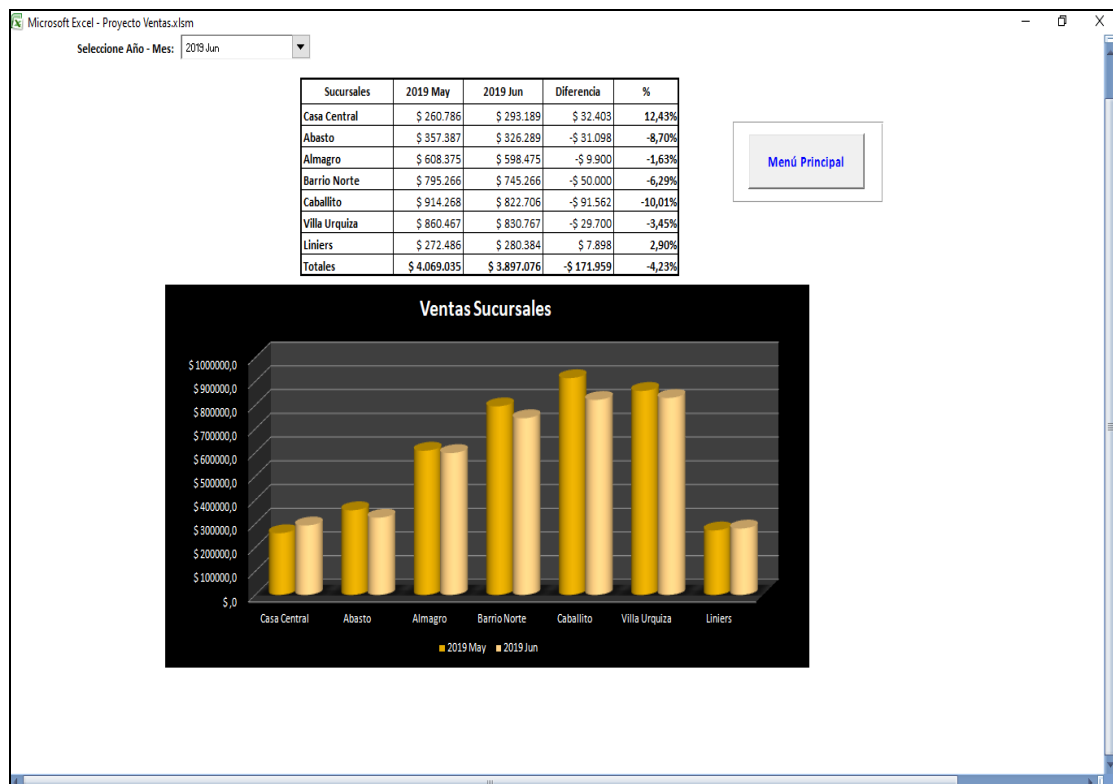 Microsoft Excel - Proyecto Ventas.xlsm
Seleccione Año - Mes: 2019 Jun
Sucursales 2019 May 2019 Jun Diferencia %
Casa Central $ 260.786 $ 293.189 $ 32.403 12,43%
Abasto $ 357.387 $ 326.289 -$ 31.098 -8,70%
Almagro $ 608.375 $ 598.475 -$ 9.900 -1,63%
Barrio Norte $ 795.266 $ 745.266 -$ 50.000 -6,29%
Caballito $ 914.268 $ 822.706 -$ 91.562 -10,01%
Villa Urquiza $ 860.467 $ 830.767 -$ 29.700 -3,45%
Liniers $ 272.486 $ 280.384 $ 7.898 2,90%
Totales $ 4.069.035 $ 3.897.076 -$ 171.959 -4,23%
Menú Principal
Ventas Sucursales
$ 1000000,0
$ 900000,0
$ 800000,0
$ 700000,0
$ 600000,0
$ 500000,0
$ 400000,0
$ 300000,0
$ 200000,0
$ 100000,0
$ ,0
Casa Central Abasto Almagro Barrio Norte Caballito Villa Urquiza Liniers
2019 May 2019 Jun